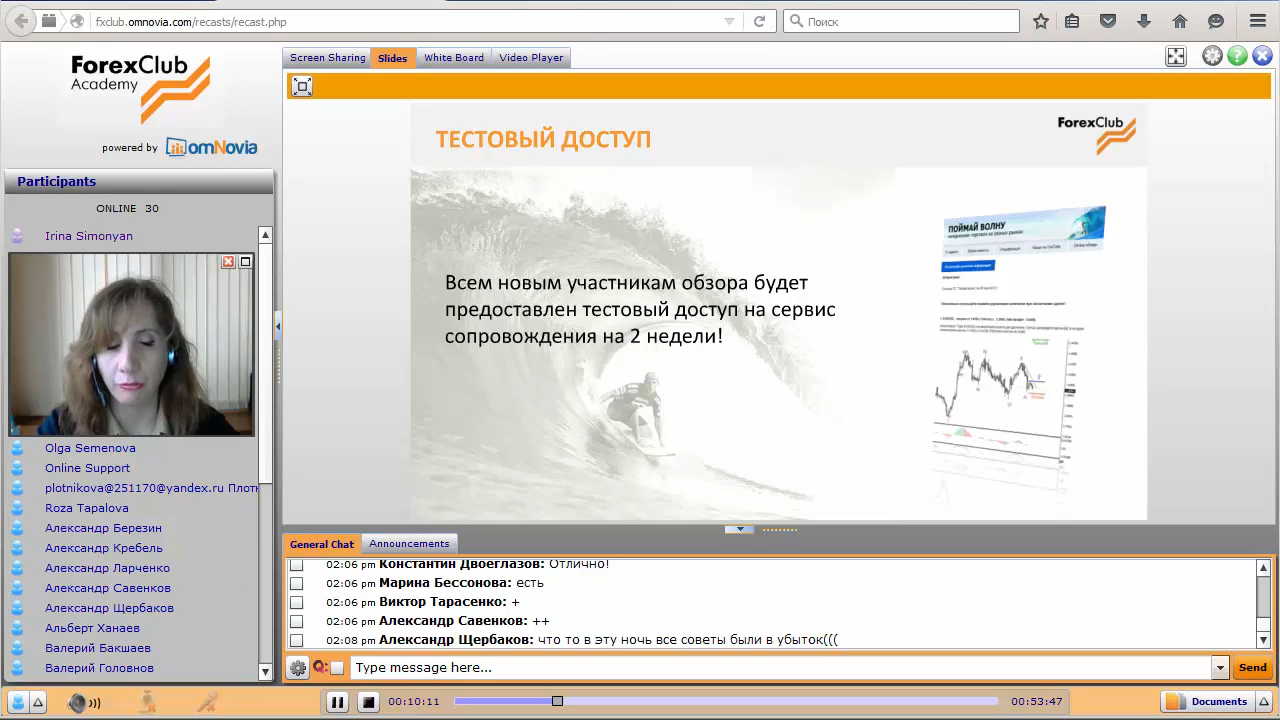 fxclub.omnovia.com/recasts/recast.php
Поиск
ForexClub
Academy
powered by omNovia
Participants
ONLINE 30
Irina Simonyan
Olga Semenova
Online Support
plotnikova@251170@yandex.ru Плотн
Roza Tapanova
Александр Березин
Александр Кребель
Александр Ларченко
Александр Савенков
Александр Щербаков
Альберт Ханаев
Валерий Бакшаев
Валерий Головнов
Screen Sharing
Slides
White Board
Video Player
ТЕСТОВЫЙ ДОСТУП
ForexClub
Всем новым участникам обзора будет
предоставлен тестовый доступ на сервис
сопровождения на 2 недели!
ПОЙМАЙ ВОЛНУ
General Chat
Announcements
02:06 pm Константин Двоеглазов: Отлично!
02:06 pm Марина Бессонова: есть
02:06 pm Виктор Тарасенко: +
02:06 pm Александр Савенков: ++
02:08 pm Александр Щербаков: что то в эту ночь все советы были в убыток(((
Type message here...
Send
00:10:11
00:53:47
Documents